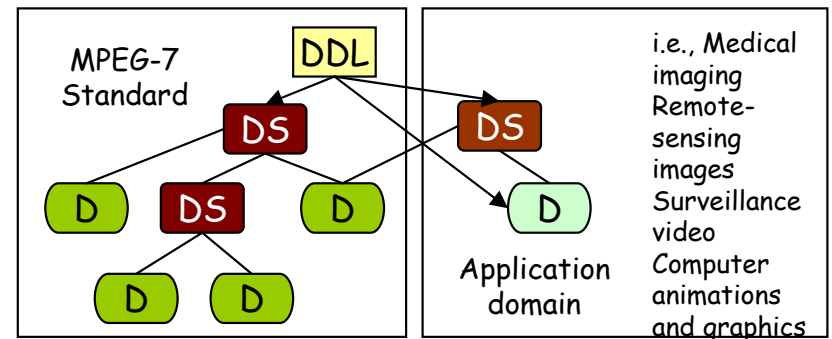 MPEG-7
Standard
DDL
DS
D
DS
D
D
D
DS
D
Application
domain
i.e., Medical
imaging
Remote-
sensing
images
Surveillance
video
Computer
animations
and graphics